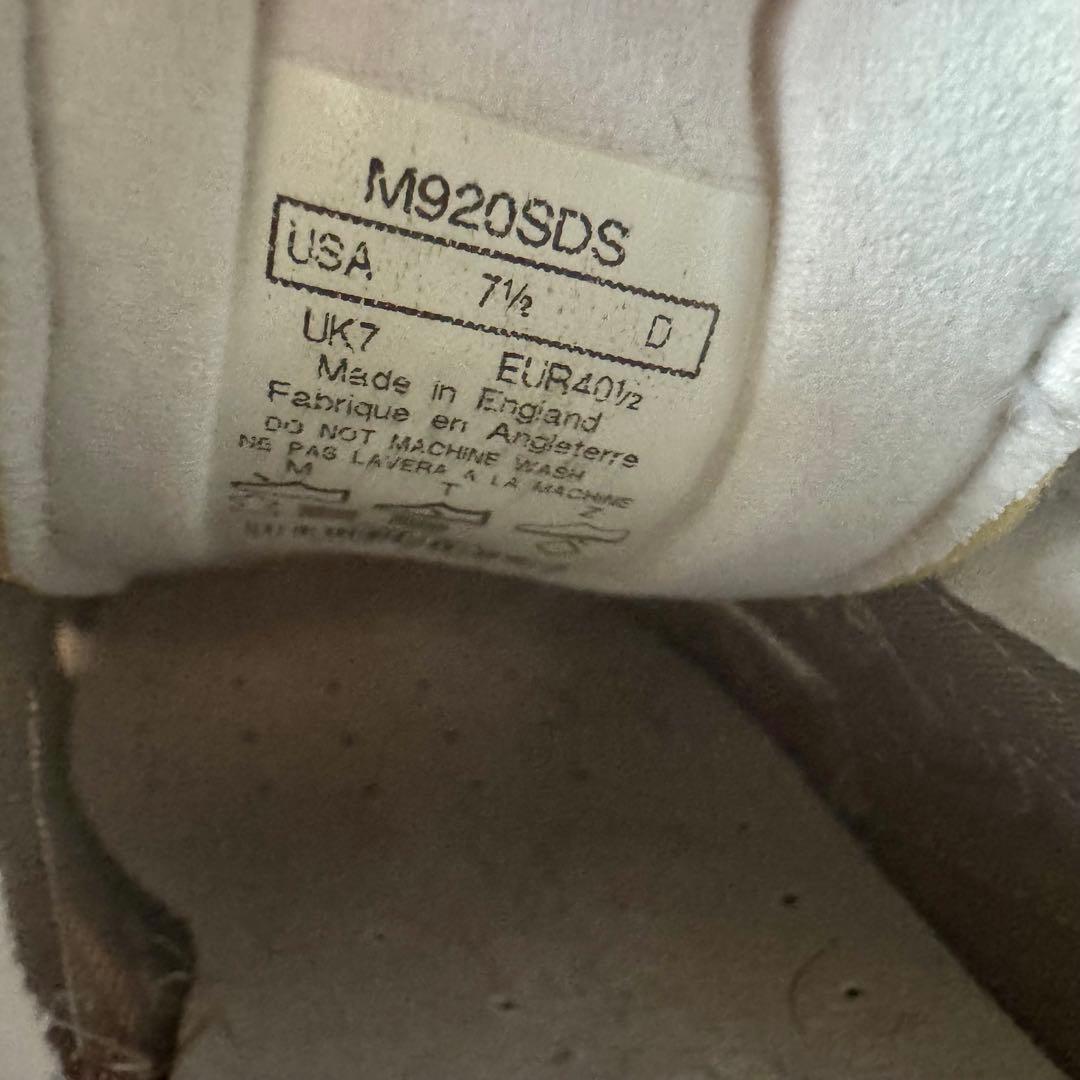 M920SDS
USA 7½ D
UK7 EUR40½
Made in England
Fabrique en Angleterre
DO NOT MACHINE WASH
NE PAS LAVERA A LA MACHINE
M T Z